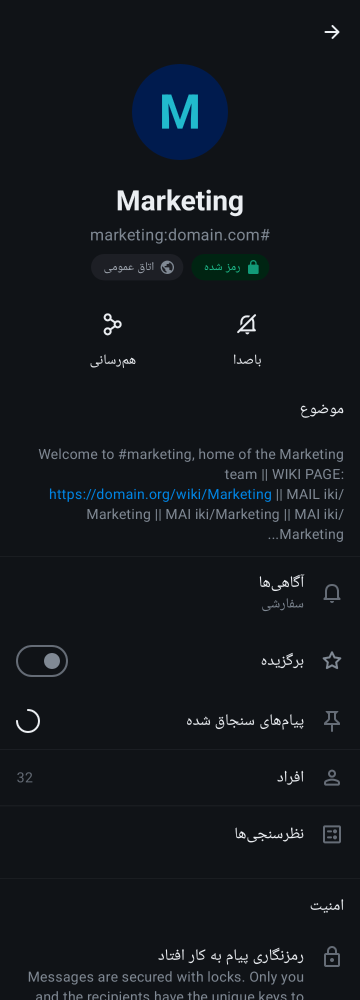 M
Marketing
marketing:domain.com#
رمز شده
اتاق عمومی
باصدا
هم‌رسانی
موضوع
Welcome to #marketing, home of the Marketing
team || WIKI PAGE:
https://domain.org/wiki/Marketing || MAIL iki/
Marketing || MAI iki/Marketing || MAI iki/
...Marketing
آگاهی‌ها
سفارشی
برگزیده
پیام‌های سنجاق شده
افراد
32
نظرسنجی‌ها
امنیت
رمزنگاری پیام به کار افتاد
Messages are secured with locks. Only you
and the recipients have the unique keys to